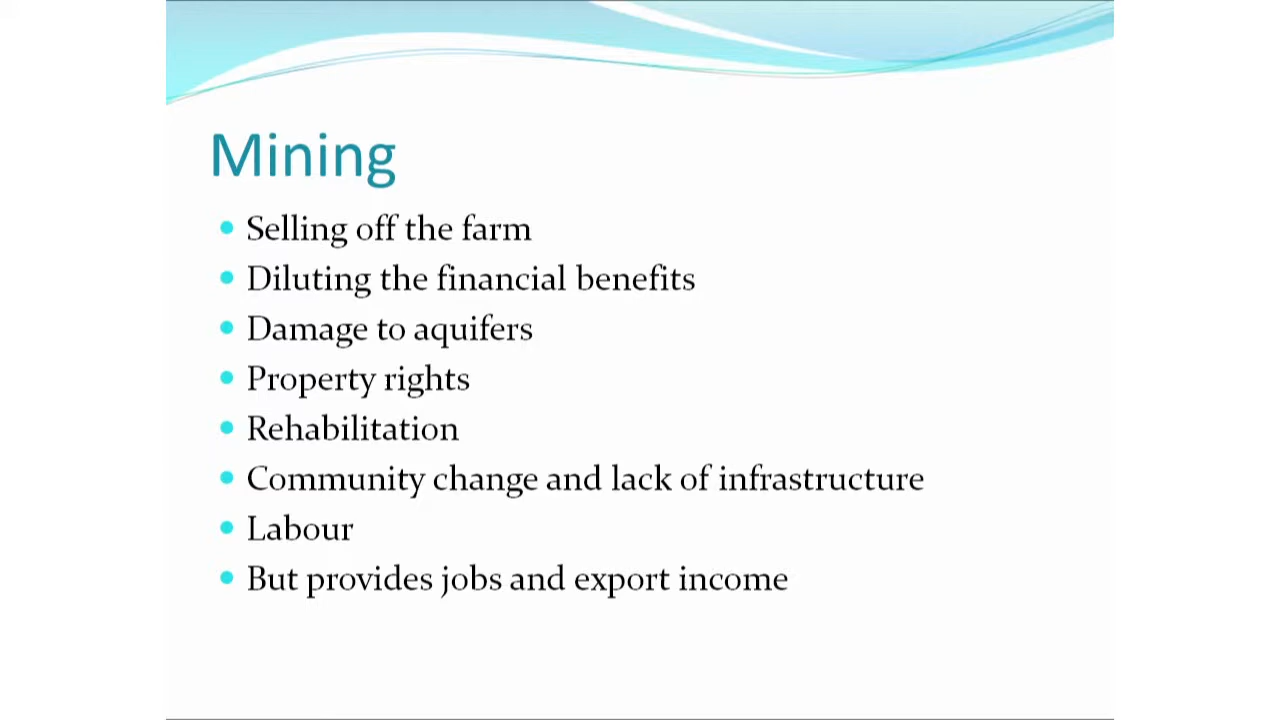 Mining
Selling off the farm
Diluting the financial benefits
Damage to aquifers
Property rights
Rehabilitation
Community change and lack of infrastructure
Labour
But provides jobs and export income